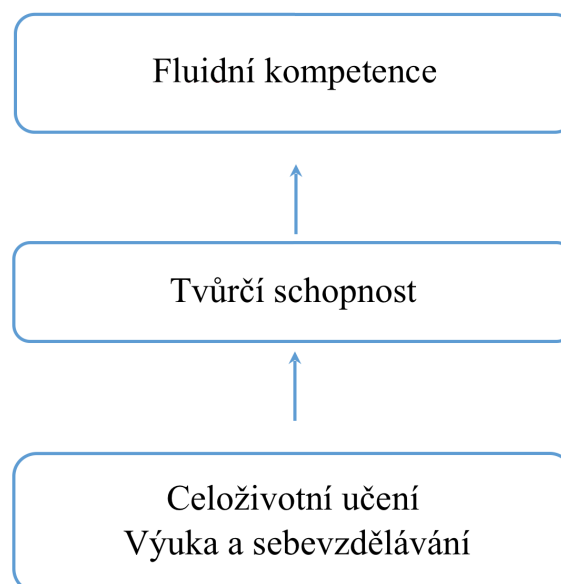 Fluidní kompetence
Tvůrčí schopnost
Celoživotní učení
Výuka a sebevzdělávání